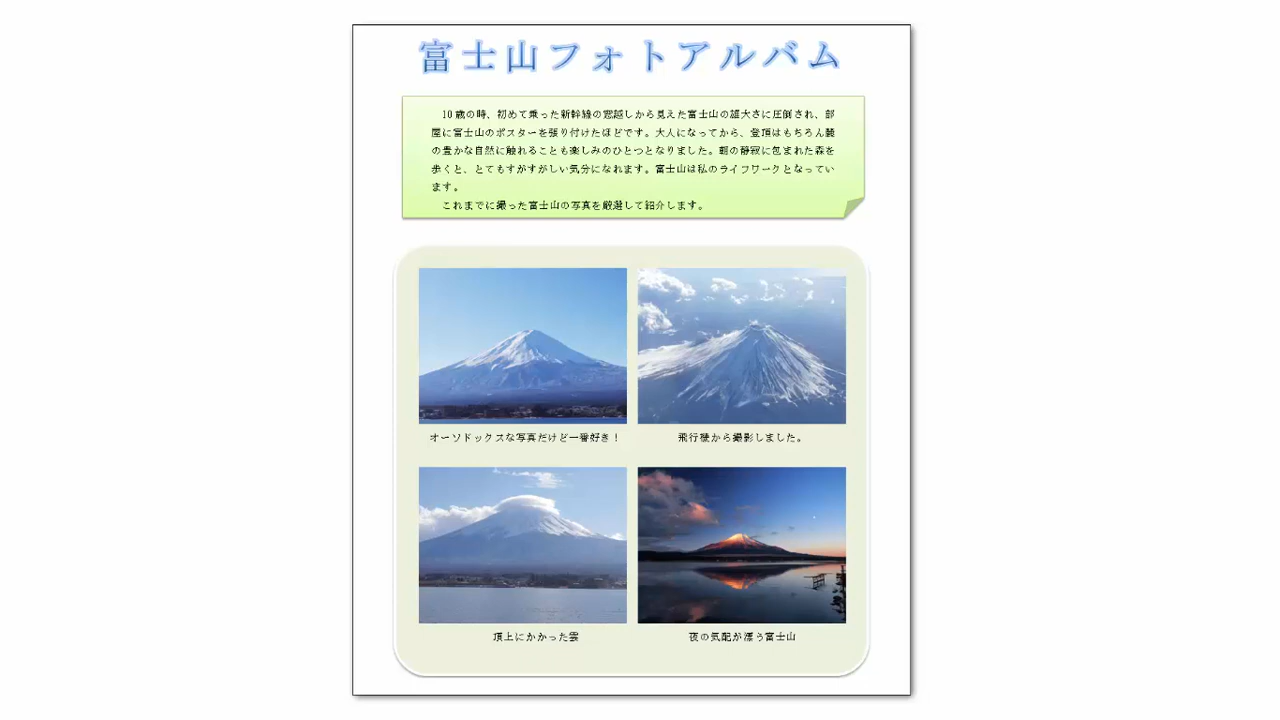 富士山フォトアルバム
10歳の時、初めて乗った新幹線の窓越しから見えた富士山の雄大さに圧倒され、部
屋に富士山のポスターを張り付けたほどです。大人になってから、登頂はもちろん麓
の豊かな自然に触れることも楽しみのひとつとなりました。朝の静寂に包まれた森を
歩くと、とてもすがすがしい気分になれます。富士山は私のライフワークとなってい
ます。
これまでに撮った富士山の写真を厳選して紹介します。
オーソドックスな写真だけど一番好き！
飛行機から撮影しました。
頂上にかかった雲
夜の気配が漂う富士山